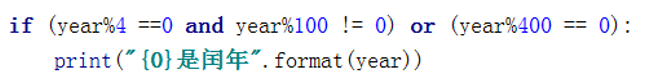 if (year%4 ==0 and year%100 != 0) or (year%400 == 0):
    print("{0}是闰年".format(year))